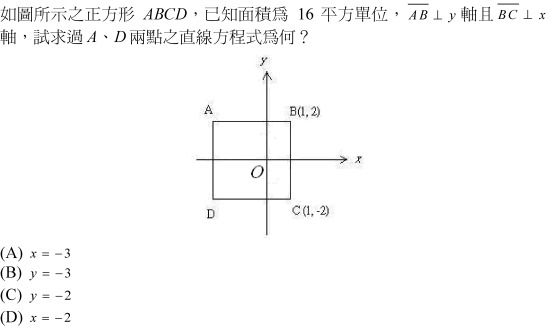 如圖所示之正方形 ABCD，已知面積為 16 平方單位，AB ⊥ y 軸且 BC ⊥ x
軸，試求過 A、D 兩點之直線方程式為何？
y
A
B(1, 2)
x
O
D
C (1, -2)
(A) x = −3
(B) y = −3
(C) y = −2
(D) x = −2